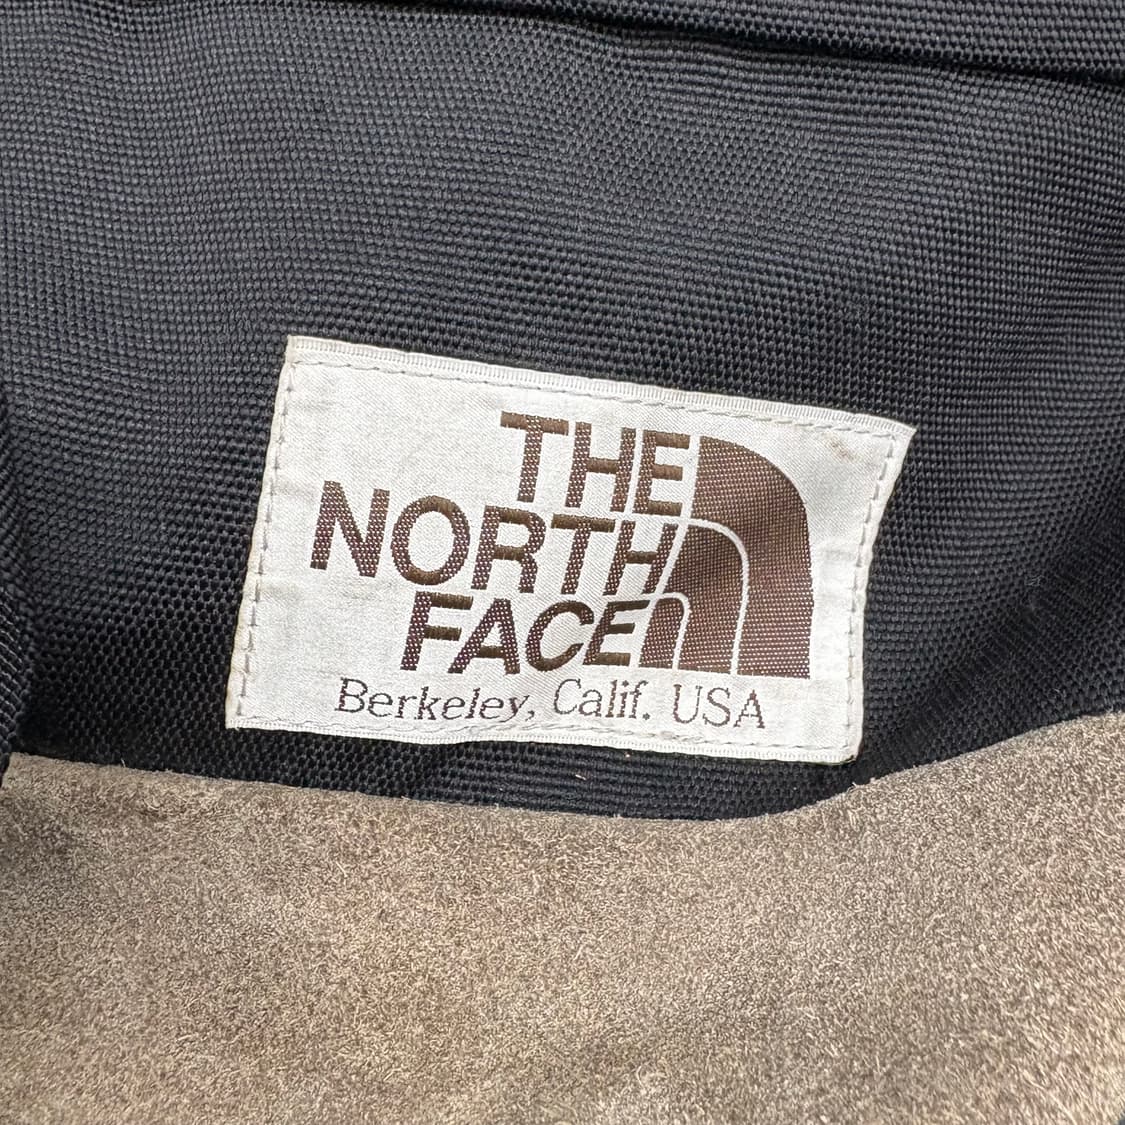 THE
NORTH
FACE
Berkeley, Calif. USA